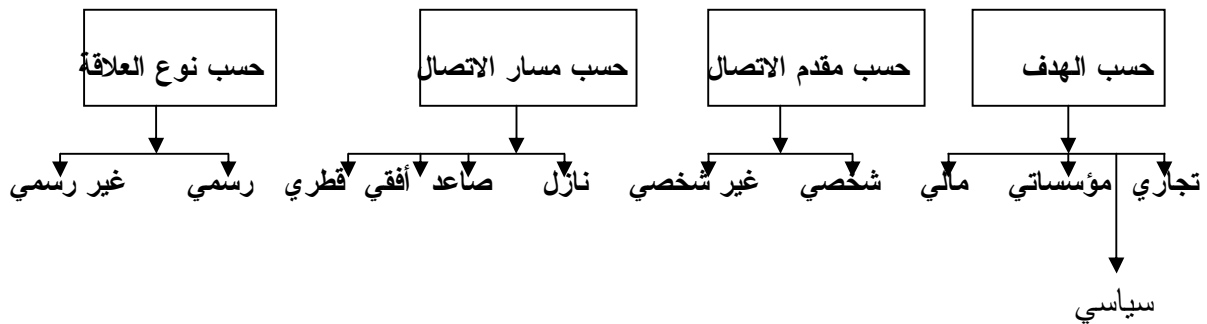 حسب الهدف حسب مقدم الاتصال حسب مسار الاتصال حسب نوع العلاقة
تجاري مؤسساتي مالي شخصي غير شخصي نازل صاعد أفقي قطري رسمي غير رسمي
سياسي